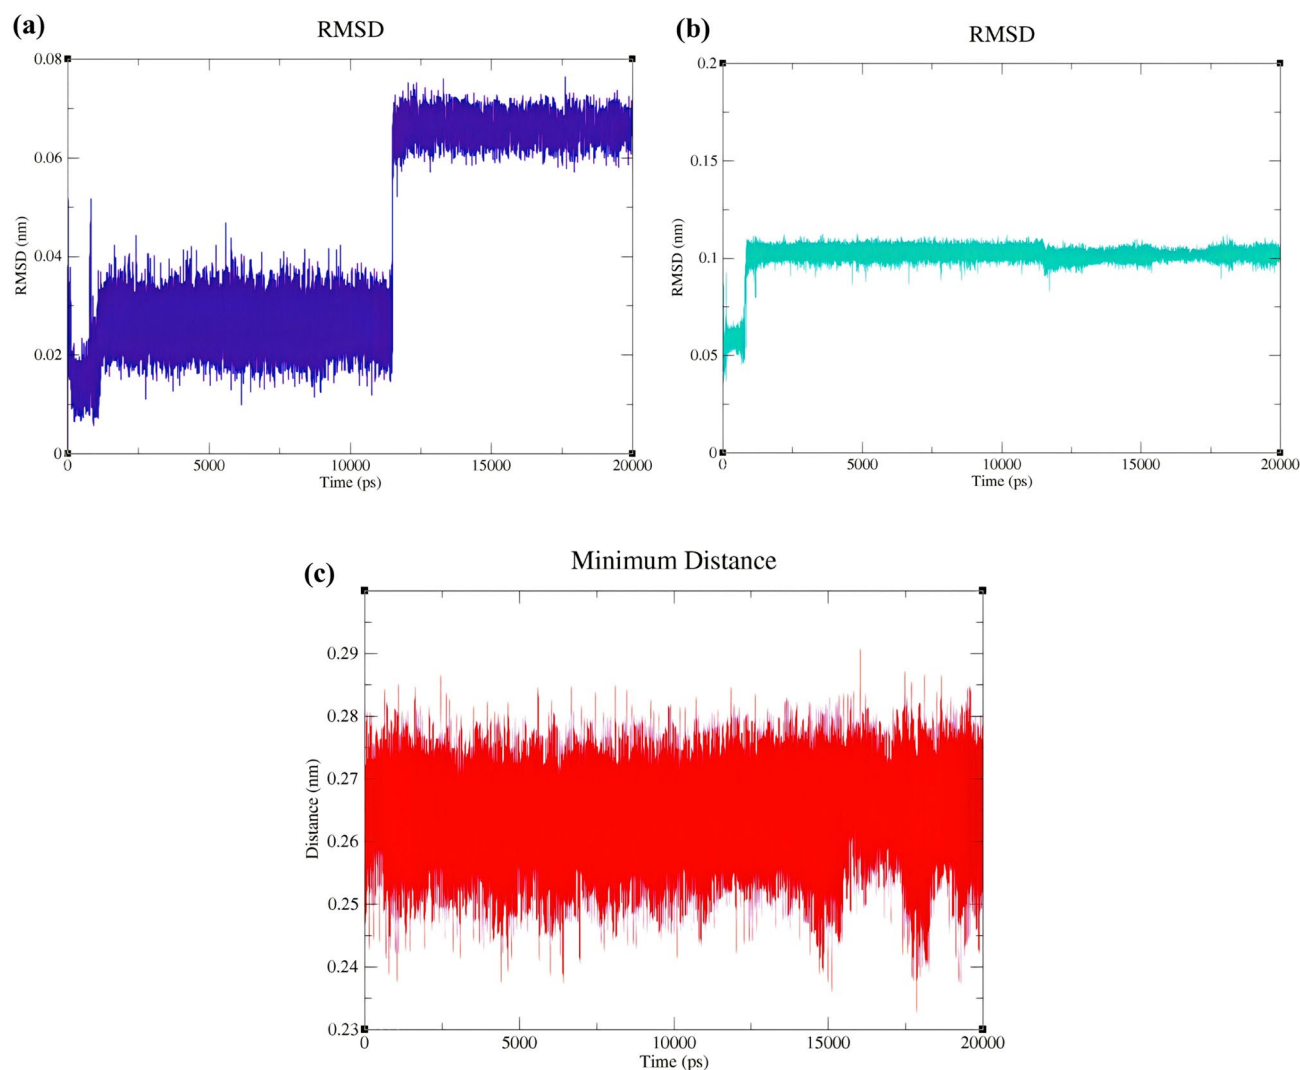 (a)
RMSD
0.08
0.06
0.04
0.02
0
RMSD (nm)
0
5000
10000
15000
20000
Time (ps)
(b)
RMSD
0.2
0.15
0.1
0.05
0
RMSD (nm)
0
5000
10000
15000
20000
Time (ps)
(c)
Minimum Distance
0.29
0.28
0.27
0.26
0.25
0.24
0.23
Distance (nm)
0
5000
10000
15000
20000
Time (ps)